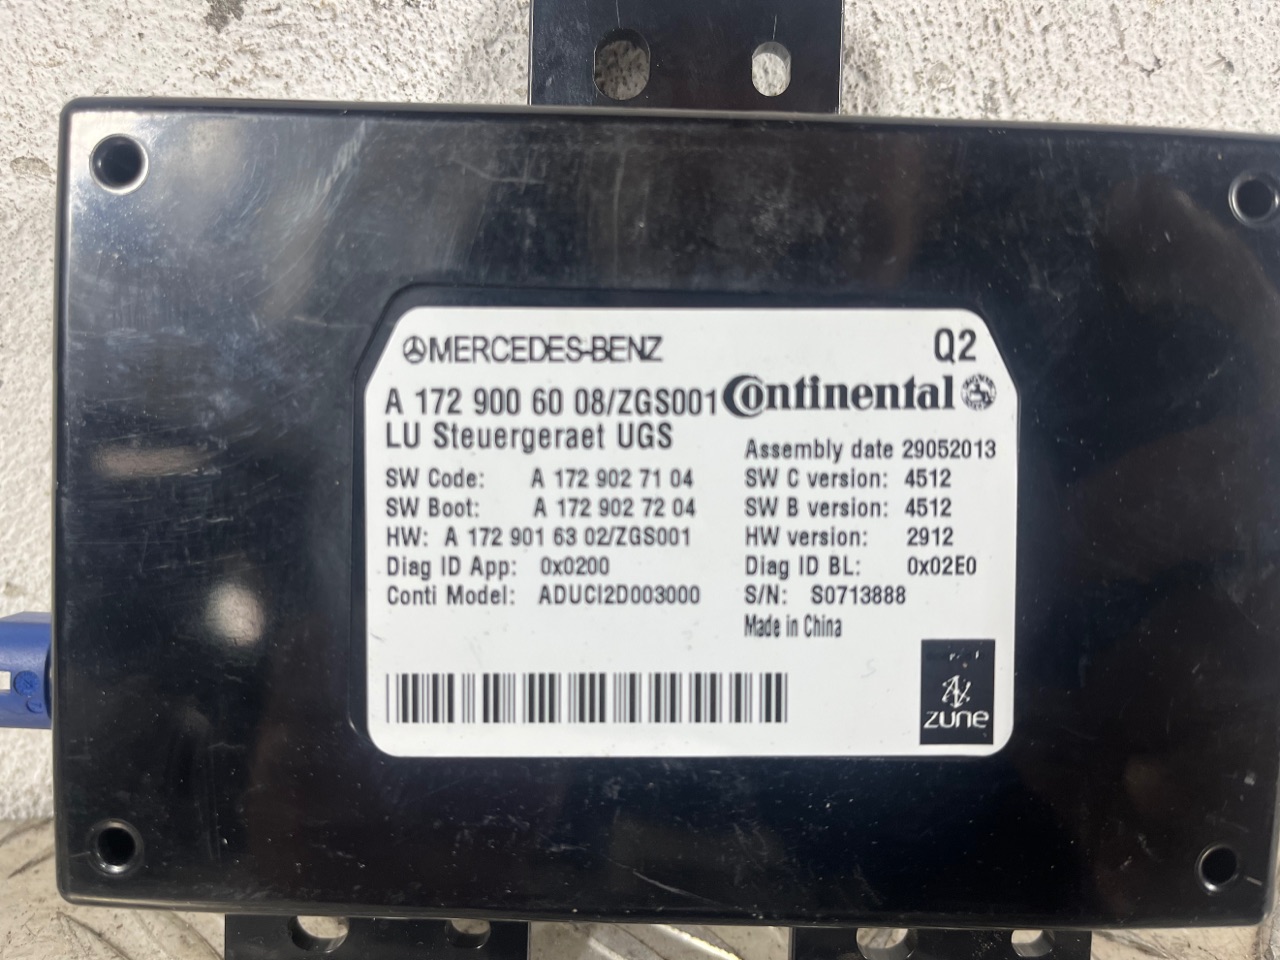 MERCEDES-BENZ Q2
A 172 900 60 08/ZGS001 Continental
LU Steuergeraet UGS
Assembly date 29052013
SW Code: A 172 902 71 04 SW C version: 4512
SW Boot: A 172 902 72 04 SW B version: 4512
HW: A 172 901 63 02/ZGS001 HW version: 2912
Diag ID App: 0x0200 Diag ID BL: 0x02E0
Conti Model: ADUCI2D003000 S/N: S0713888
Made in China
zune